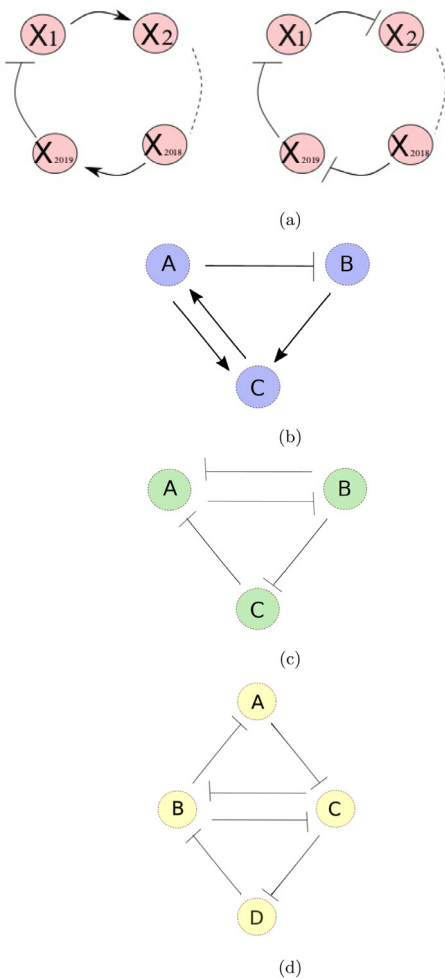 X1 X2 X1 X2
X2019 X2018 X2019 X2018
(a)
A B
C
(b)
A B
C
(c)
A
B C
D
(d)